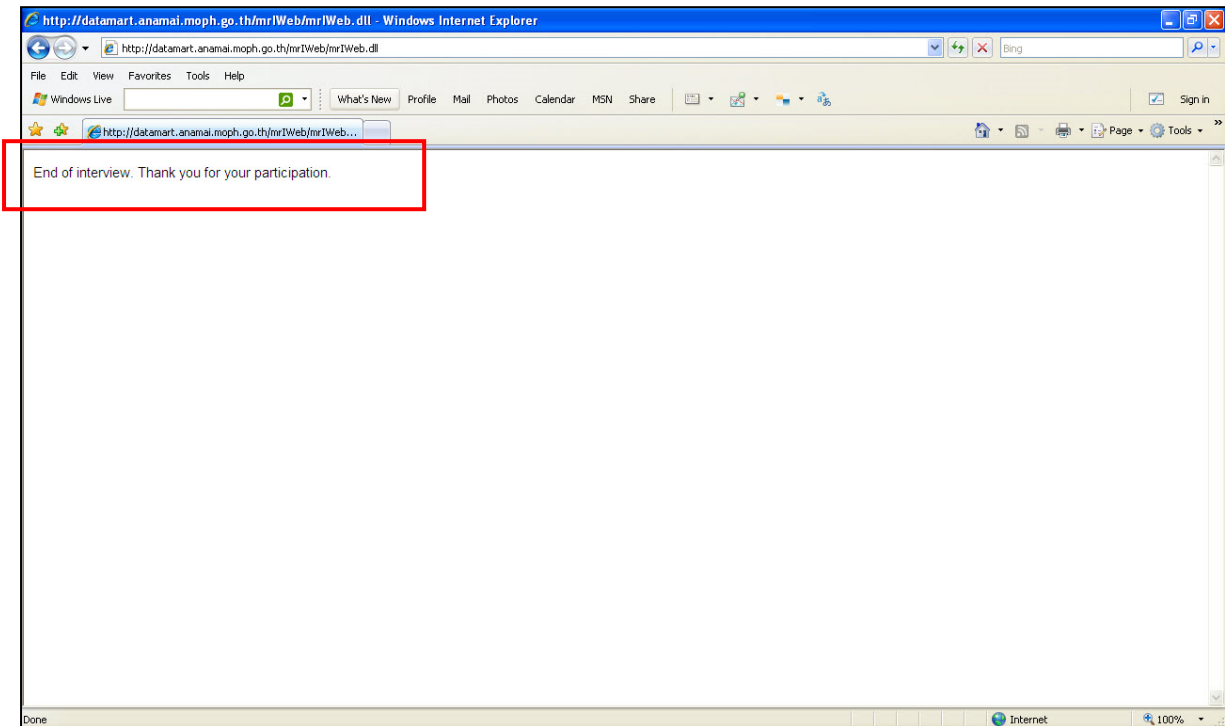 http://datamart.anamai.moph.go.th/mrIWeb/mrIWeb.dll - Windows Internet Explorer
http://datamart.anamai.moph.go.th/mrIWeb/mrIWeb.dll Bing
File Edit View Favorites Tools Help
Windows Live What's New Profile Mail Photos Calendar MSN Share Sign in
http://datamart.anamai.moph.go.th/mrIWeb/mrIWeb... Page Tools »
End of interview. Thank you for your participation.
Done Internet 100%